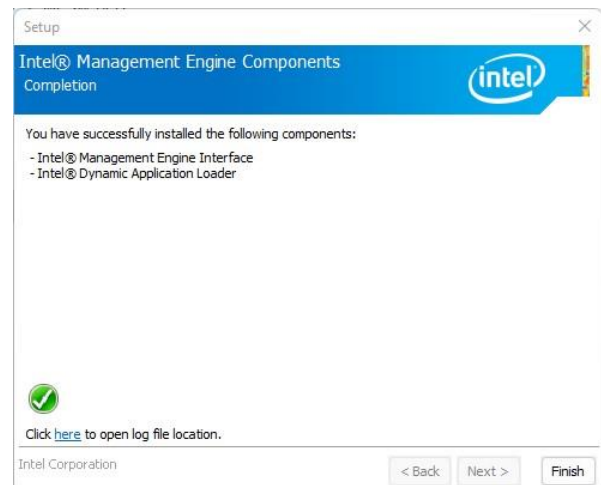 Setup
Intel® Management Engine Components
Completion
intel
You have successfully installed the following components:
- Intel® Management Engine Interface
- Intel® Dynamic Application Loader
Click here to open log file location.
Intel Corporation
< Back Next > Finish